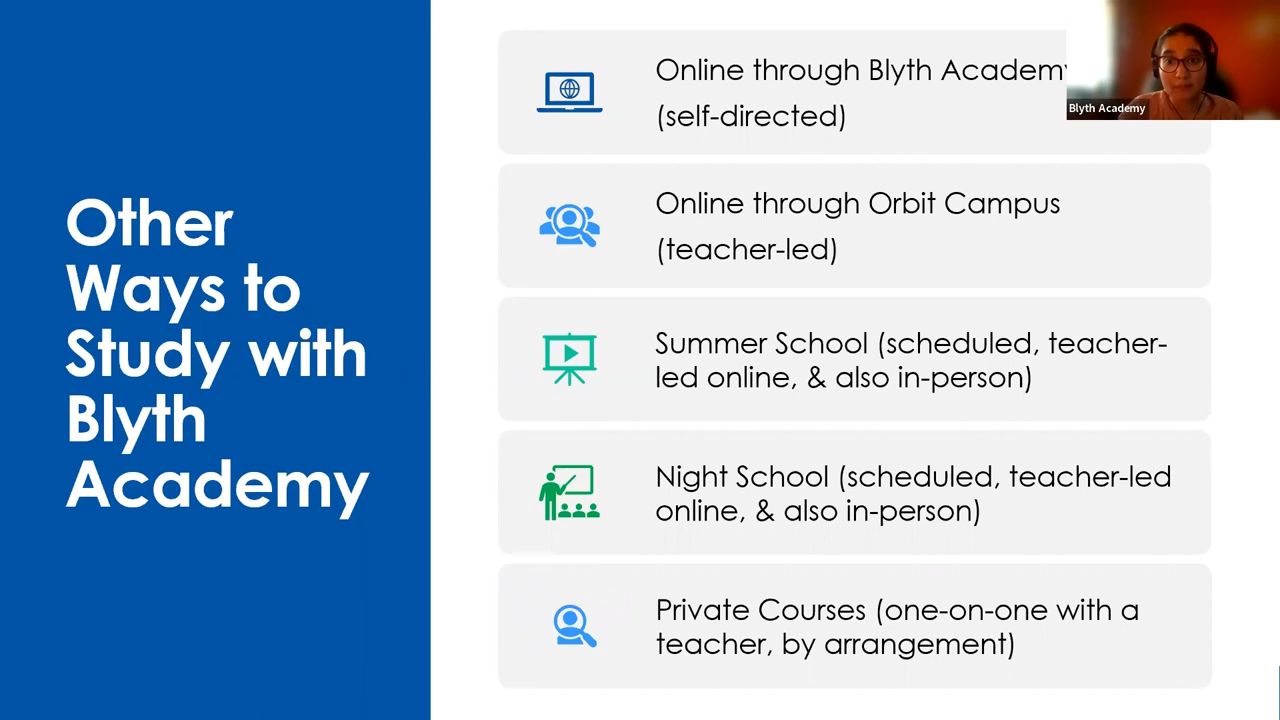 Other
Ways to
Study with
Blyth
Academy
Online through Blyth Academy
(self-directed)
Online through Orbit Campus
(teacher-led)
Summer School (scheduled, teacher-
led online, & also in-person)
Night School (scheduled, teacher-led
online, & also in-person)
Private Courses (one-on-one with a
teacher, by arrangement)
Blyth Academy